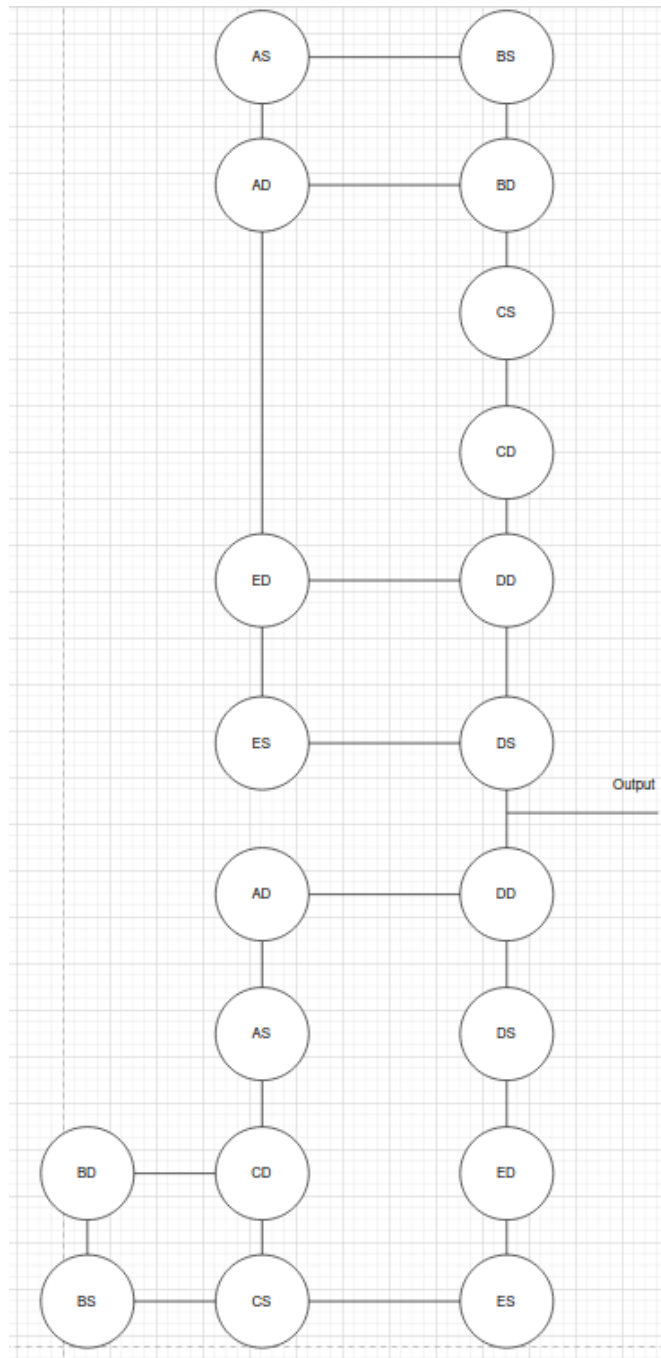 AS BS
AD BD
CS
CD
ED DD
ES DS
Output
AD DD
AS DS
BD CD ED
BS CS ES